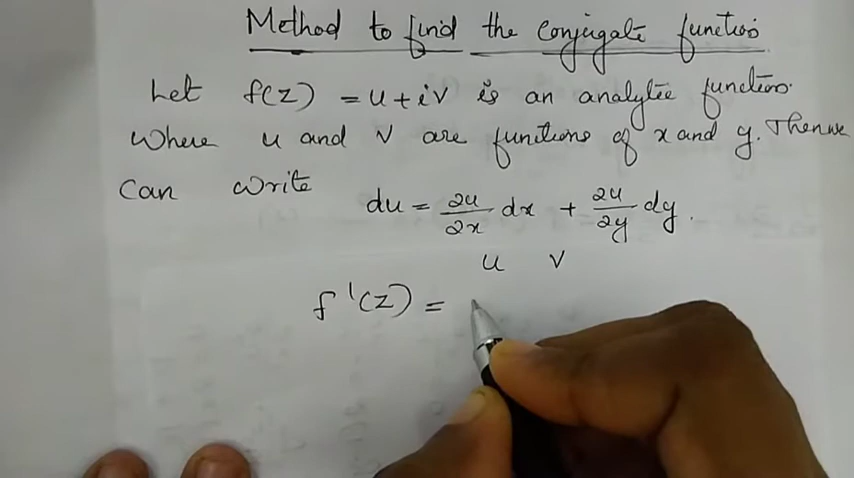 Method to find the conjugate function
Let f(z) = u + iv is an analytic function.
Where u and v are functions of x and y. Then we
can write du = ∂u/∂x dx + ∂u/∂y dy.
u v
f'(z) =